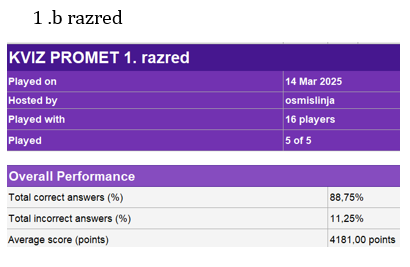 1 .b razred
KVIZ PROMET 1. razred
Played on 14 Mar 2025
Hosted by osmislinja
Played with 16 players
Played 5 of 5
Overall Performance
Total correct answers (%) 88,75%
Total incorrect answers (%) 11,25%
Average score (points) 4181,00 points